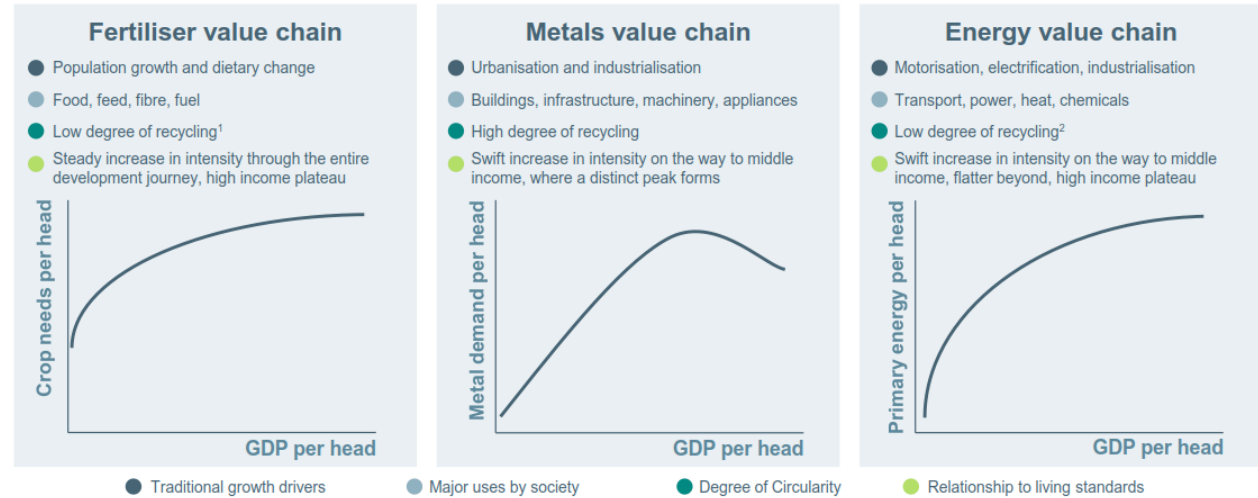 Fertiliser value chain
Population growth and dietary change
Food, feed, fibre, fuel
Low degree of recycling¹
Steady increase in intensity through the entire
development journey, high income plateau
Crop needs per head
GDP per head
Metals value chain
Urbanisation and industrialisation
Buildings, infrastructure, machinery, appliances
High degree of recycling
Swift increase in intensity on the way to middle
income, where a distinct peak forms
Metal demand per head
GDP per head
Energy value chain
Motorisation, electrification, industrialisation
Transport, power, heat, chemicals
Low degree of recycling²
Swift increase in intensity on the way to middle
income, flatter beyond, high income plateau
Primary energy per head
GDP per head
Traditional growth drivers
Major uses by society
Degree of Circularity
Relationship to living standards